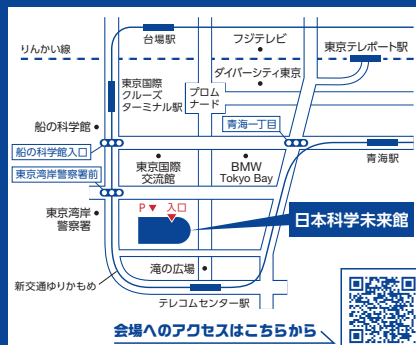 台場駅
フジテレビ
東京テレポート駅
りんかい線
ダイバーシティ東京
東京国際
クルーズ
ターミナル駅
プロム
ナード
船の科学館
青海一丁目
船の科学館入口
東京国際
交流館
BMW
Tokyo Bay
青海駅
東京湾岸警察署前
P▼ 入口
東京湾岸
警察署
日本科学未来館
滝の広場
新交通ゆりかもめ
テレコムセンター駅
会場へのアクセスはこちらから